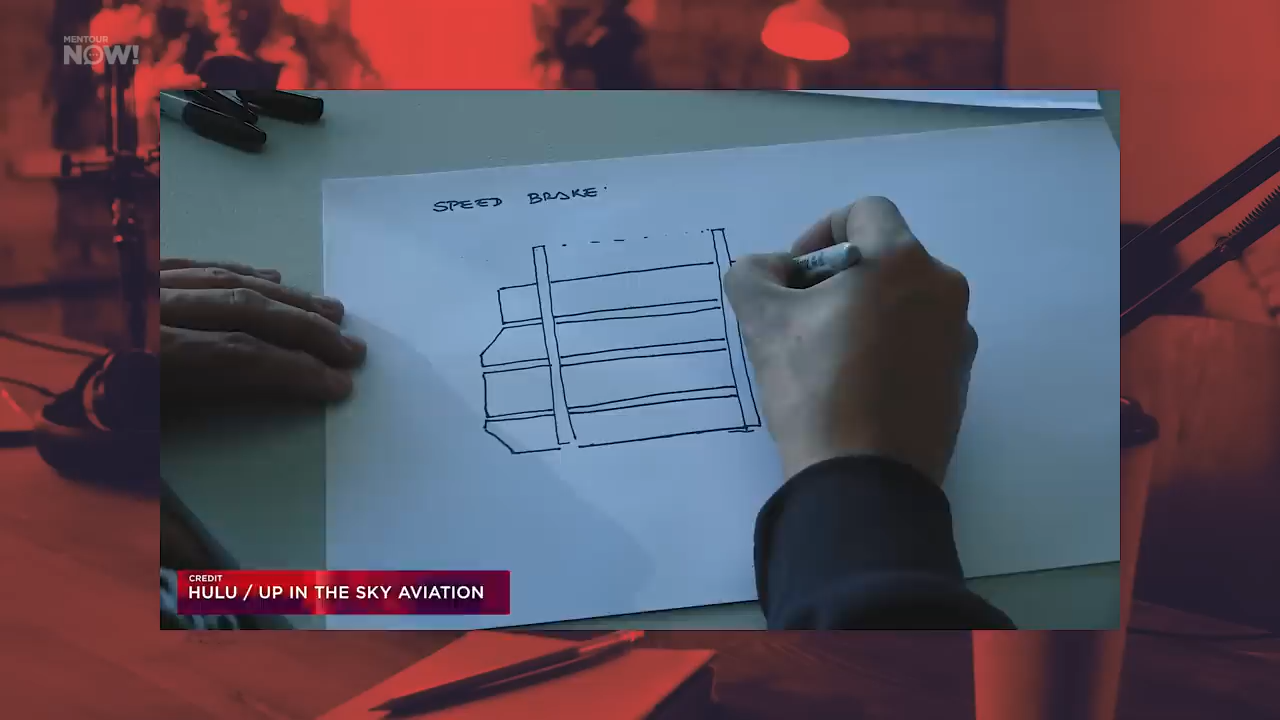 MENTOUR
NOW!
SPEED BRAKE
CREDIT
HULU / UP IN THE SKY AVIATION